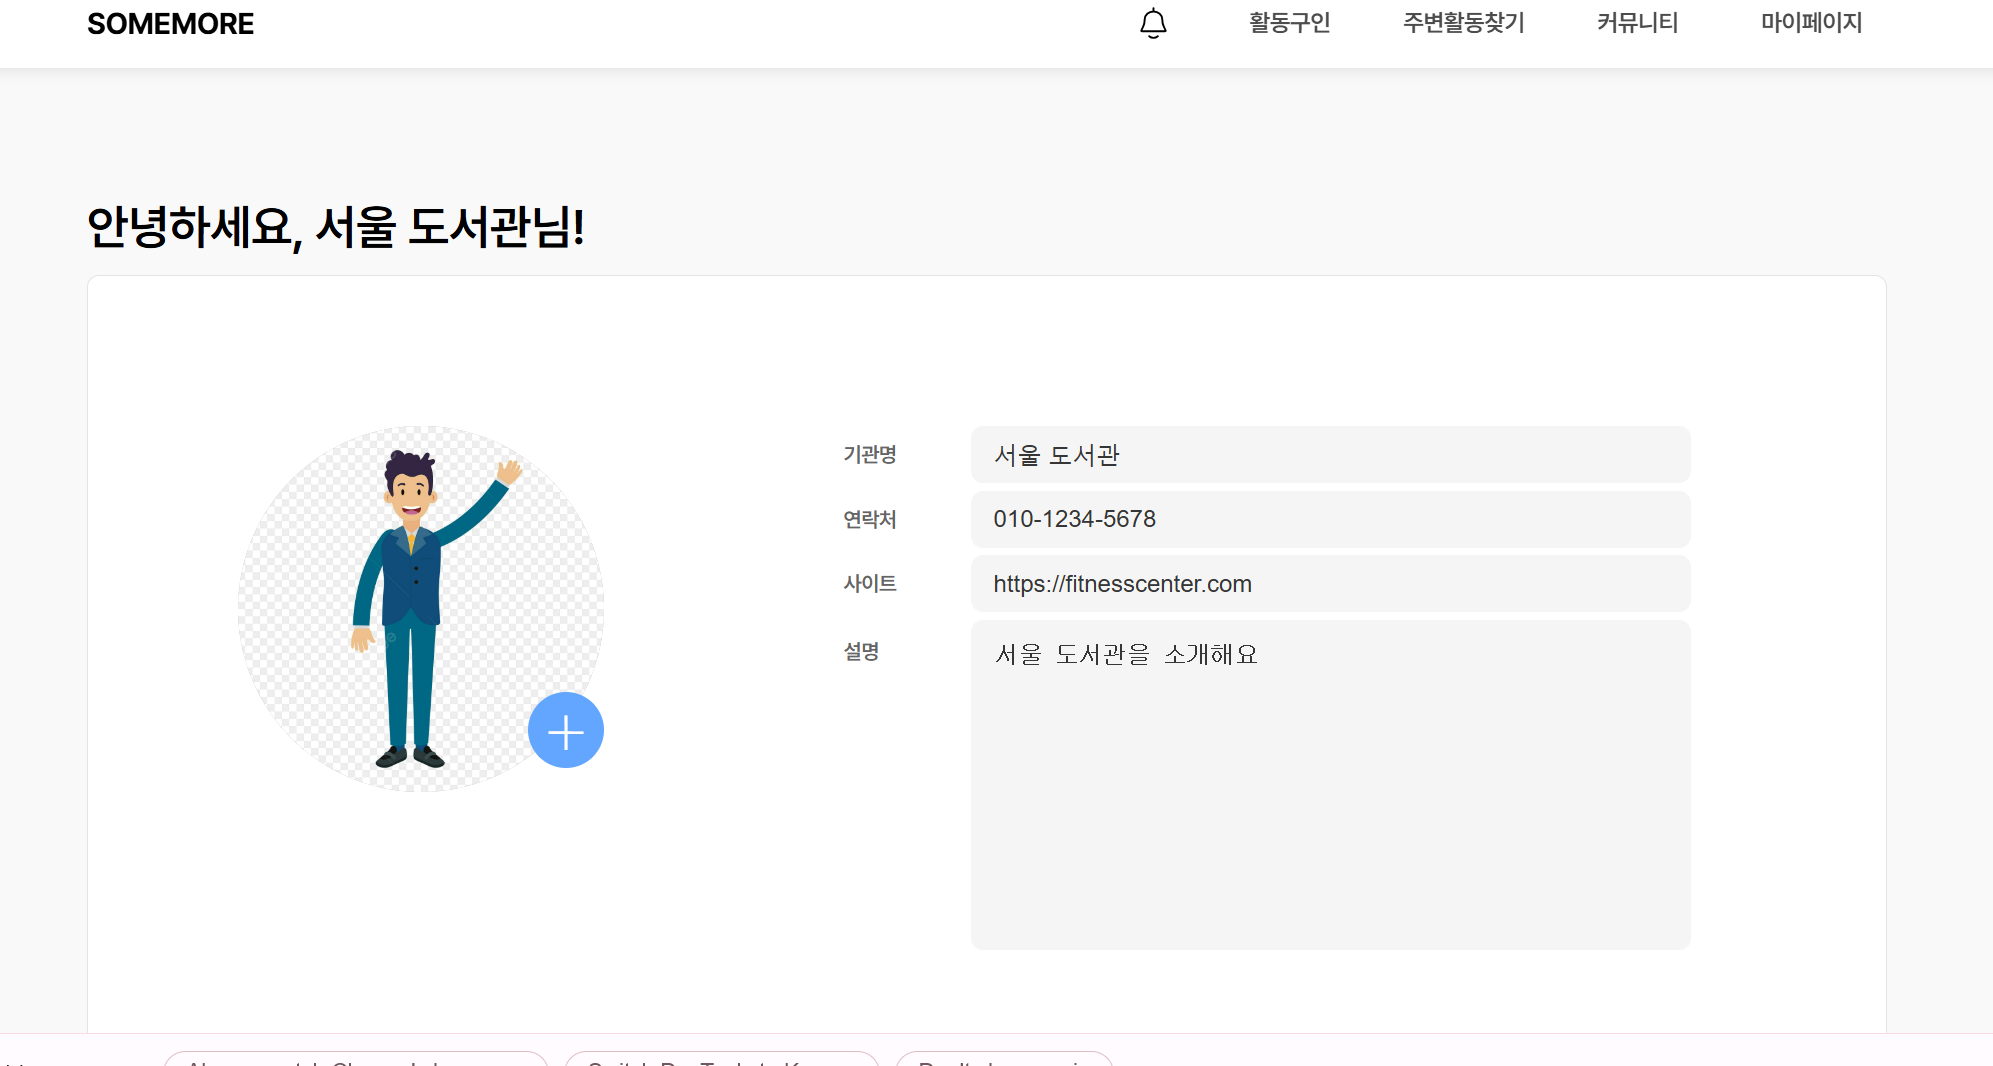 SOMEMORE
활동구인
주변활동찾기
커뮤니티
마이페이지
안녕하세요, 서울 도서관님!
기관명
서울 도서관
연락처
010-1234-5678
사이트
https://fitnesscenter.com
설명
서울 도서관을 소개해요